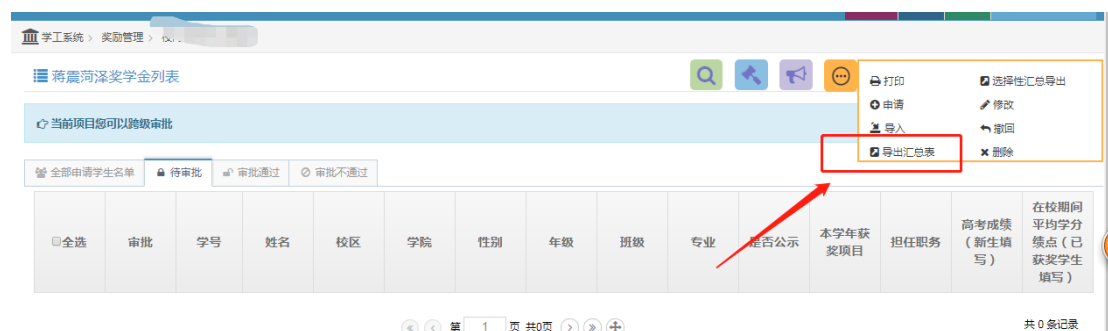 学工系统 > 奖励管理 >
蒋震菏泽奖学金列表
打印 选择性汇总导出
申请 修改
导入 撤回
导出汇总表 删除
当前项目您可以跨级审批
全部申请学生名单 待审批 审批通过 审批不通过
全选 审批 学号 姓名 校区 学院 性别 年级 班级 专业 是否公示 本学年获奖项目 担任职务 高考成绩（新生填写） 在校期间平均学分绩点（已获奖学生填写）
第 1 页 共0页
共 0 条记录